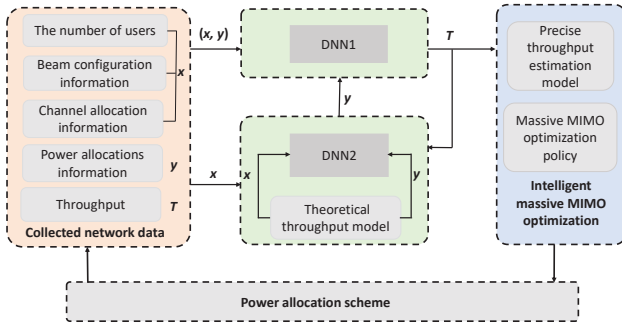 The number of users
Beam configuration
information
x
Channel allocation
information
Power allocations
information
y
Throughput
T
Collected network data
(x, y)
DNN1
T
y
x
DNN2
x
y
Theoretical
throughput model
Precise
throughput
estimation
model
Massive MIMO
optimization
policy
Intelligent
massive MIMO
optimization
Power allocation scheme